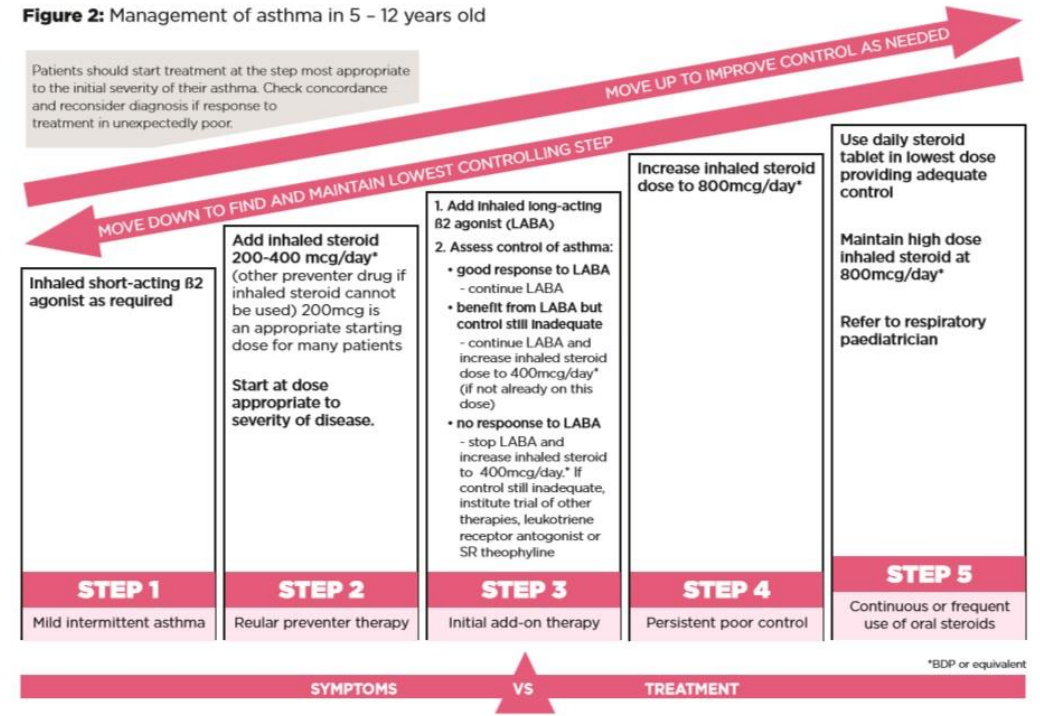 Figure 2: Management of asthma in 5 – 12 years old
Patients should start treatment at the step most appropriate
to the initial severity of their asthma. Check concordance
and reconsider diagnosis if response to
treatment in unexpectedly poor.
MOVE UP TO IMPROVE CONTROL AS NEEDED
MOVE DOWN TO FIND AND MAINTAIN LOWEST CONTROLLING STEP
Inhaled short-acting ß2
agonist as required
STEP 1
Mild intermittent asthma
Add inhaled steroid
200-400 mcg/day*
(other preventer drug if
inhaled steroid cannot
be used) 200mcg is
an appropriate starting
dose for many patients
Start at dose
appropriate to
severity of disease.
STEP 2
Reular preventer therapy
1. Add inhaled long-acting
ß2 agonist (LABA)
2. Assess control of asthma:
• good response to LABA
- continue LABA
• benefit from LABA but
control still inadequate
- continue LABA and
increase inhaled steroid
dose to 400mcg/day*
(if not already on this
dose)
• no respoonse to LABA
- stop LABA and
increase inhaled steroid
to 400mcg/day.* If
control still inadequate,
institute trial of other
therapies, leukotriene
receptor antogonist or
SR theophyline
STEP 3
Initial add-on therapy
Increase inhaled steroid
dose to 800mcg/day*
STEP 4
Persistent poor control
Use daily steroid
tablet in lowest dose
providing adequate
control
Maintain high dose
inhaled steroid at
800mcg/day*
Refer to respiratory
paediatrician
STEP 5
Continuous or frequent
use of oral steroids
*BDP or equivalent
SYMPTOMS VS TREATMENT